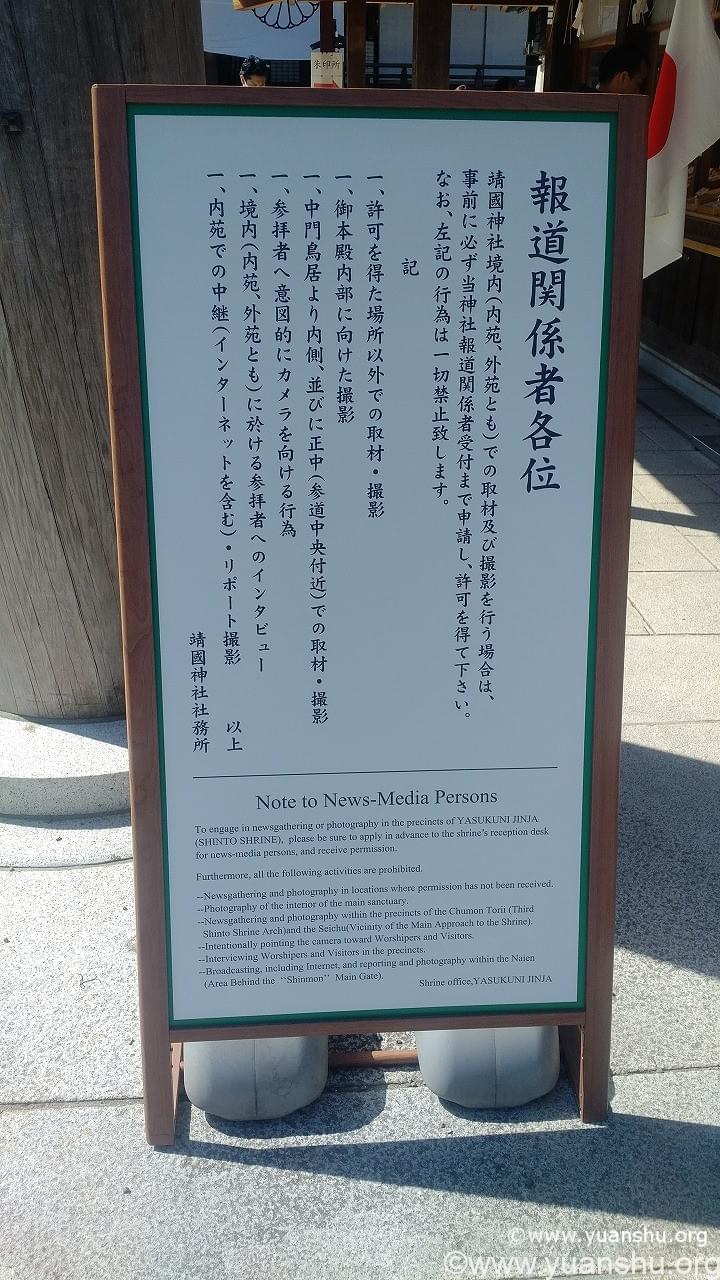 朱印所
報道関係者各位
靖國神社境内(内苑、外苑とも)での取材及び撮影を行う場合は、
事前に必ず当神社報道関係者受付まで申請し、許可を得て下さい。
なお、左記の行為は一切禁止致します。
記
一、許可を得た場所以外での取材・撮影
一、御本殿内部に向けた撮影
一、中門鳥居より内側、並びに正中(参道中央付近)での取材・撮影
一、参拝者へ意図的にカメラを向ける行為
一、境内(内苑、外苑とも)に於ける参拝者へのインタビュー
一、内苑での中継(インターネットを含む)・リポート撮影
以上
靖國神社社務所
Note to News-Media Persons
To engage in newsgathering or photography in the precincts of YASUKUNI JINJA
(SHINTO SHRINE), please be sure to apply in advance to the shrine's reception desk
for news-media persons, and receive permission.
Furthermore, all the following activities are prohibited.
--Newsgathering and photography in locations where permission has not been received.
--Photography of the interior of the main sanctuary.
--Newsgathering and photography within the precincts of the Chumon Torii (Third
Shinto Shrine Arch)and the Seichu(Vicinity of the Main Approach to the Shrine).
--Intentionally pointing the camera toward Worshipers and Visitors.
--Interviewing Worshipers and Visitors in the precincts.
--Broadcasting, including Internet, and reporting and photography within the Naien
(Area Behind the ‘‘Shinmon’’ Main Gate).
Shrine office,YASUKUNI JINJA
©www.yuanshu.org
©www.yuanshu.org